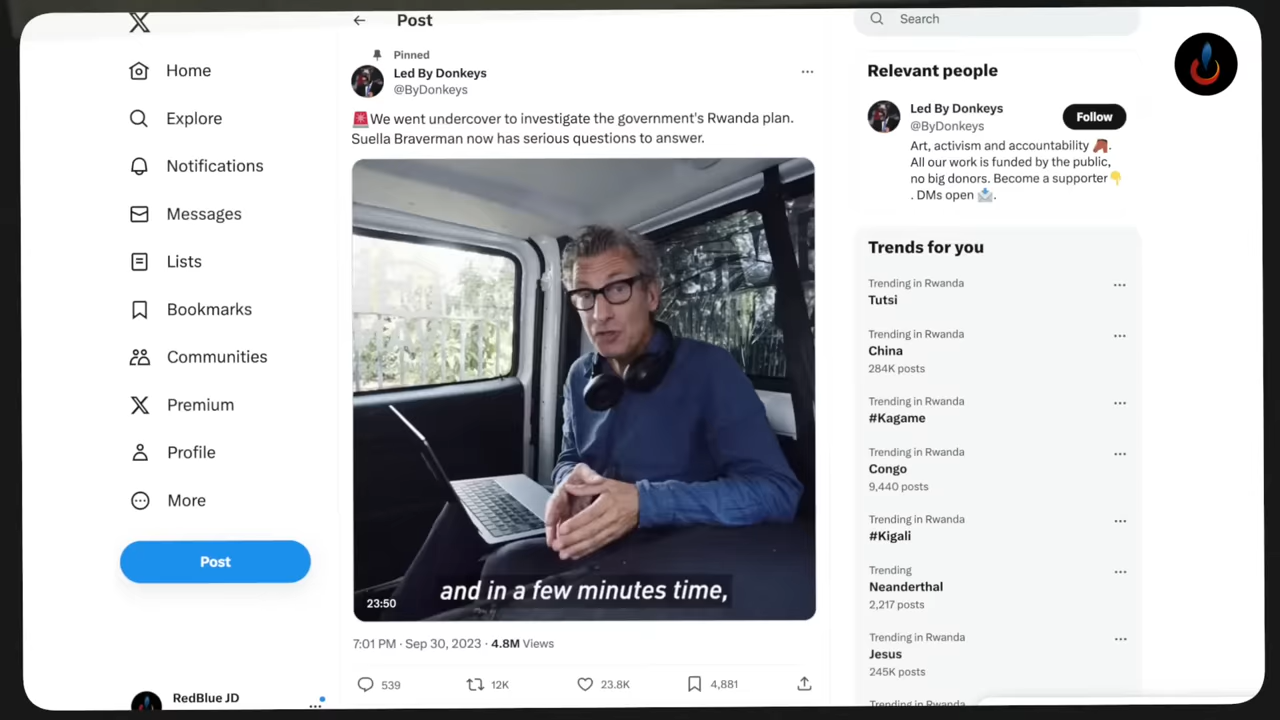 Home
Explore
Notifications
Messages
Lists
Bookmarks
Communities
Premium
Profile
More
Post
RedBlue JD
Post
Pinned
Led By Donkeys
@ByDonkeys
🚨We went undercover to investigate the government's Rwanda plan.
Suella Braverman now has serious questions to answer.
and in a few minutes time,
23:50
7:01 PM · Sep 30, 2023 · 4.8M Views
539
12K
23.8K
4,881
Search
Relevant people
Led By Donkeys
@ByDonkeys
Follow
Art, activism and accountability 🐴.
All our work is funded by the public,
no big donors. Become a supporter👇
. DMs open 📩.
Trends for you
Trending in Rwanda
Tutsi
Trending in Rwanda
China
284K posts
Trending in Rwanda
#Kagame
Trending in Rwanda
Congo
9,440 posts
Trending in Rwanda
#Kigali
Trending
Neanderthal
2,217 posts
Trending in Rwanda
Jesus
245K posts
Trending in Rwanda